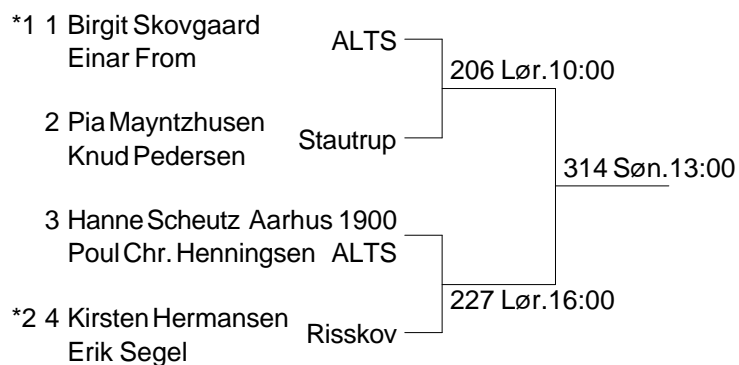 *1 1 Birgit Skovgaard
Einar From
ALTS
206 Lør.10:00
2 Pia Mayntzhusen
Knud Pedersen
Stautrup
314 Søn.13:00
3 Hanne Scheutz Aarhus 1900
Poul Chr. Henningsen ALTS
227 Lør.16:00
*2 4 Kirsten Hermansen
Erik Segel
Risskov